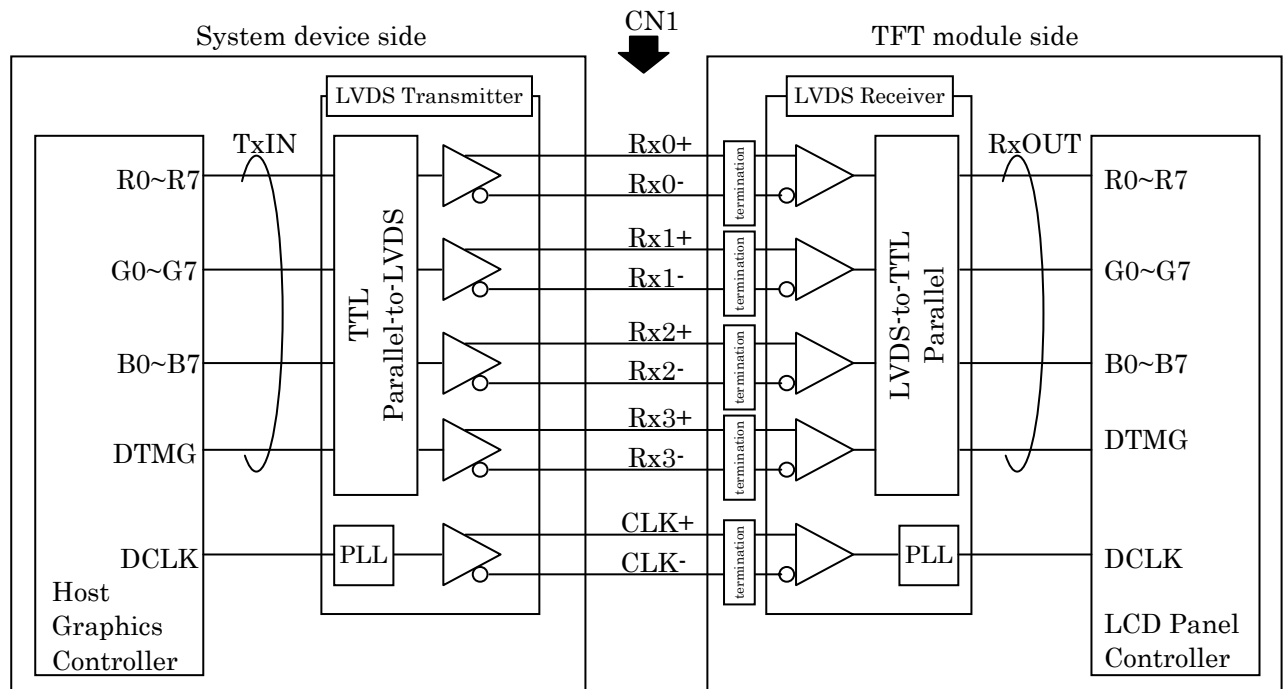 CN1
System device side
TFT module side
LVDS Transmitter
LVDS Receiver
TxIN
RxOUT
R0~R7
G0~G7
B0~B7
DTMG
DCLK
Host
Graphics
Controller
TTL
Parallel-to-LVDS
PLL
Rx0+
Rx0-
Rx1+
Rx1-
Rx2+
Rx2-
Rx3+
Rx3-
CLK+
CLK-
termination
termination
termination
termination
termination
LVDS-to-TTL
Parallel
PLL
R0~R7
G0~G7
B0~B7
DTMG
DCLK
LCD Panel
Controller